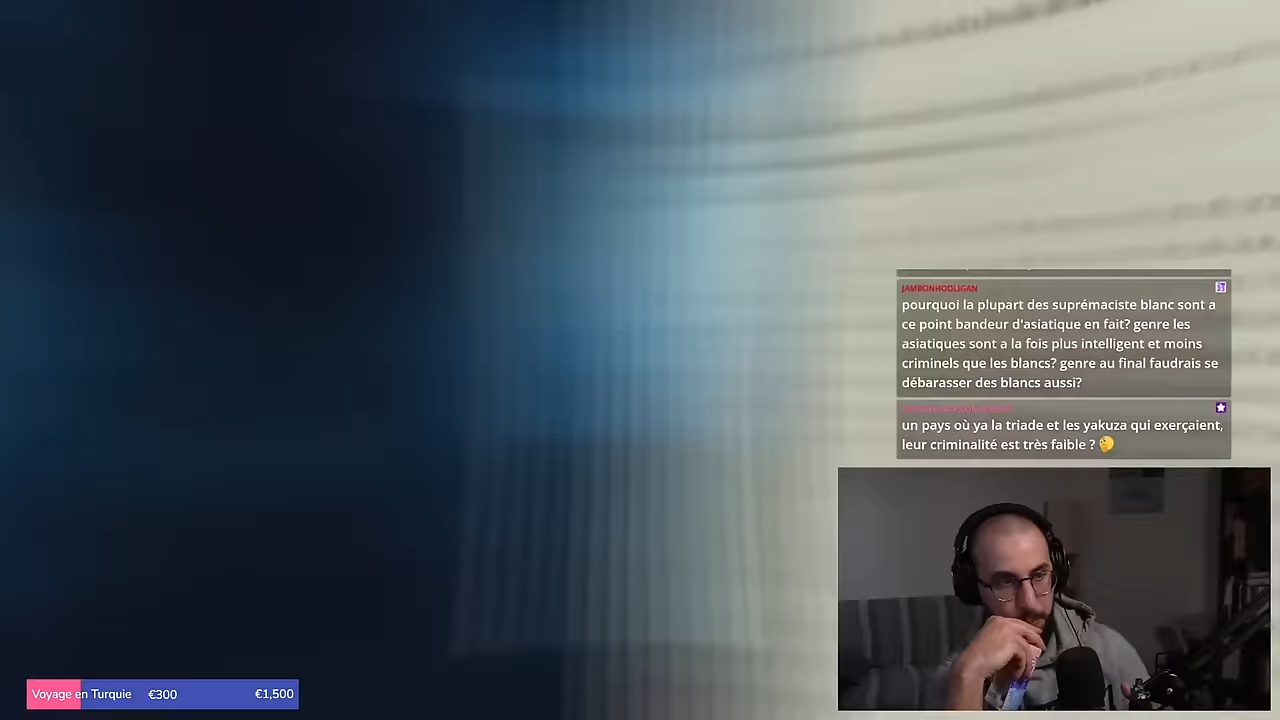 JAMBONHOOLIGAN
pourquoi la plupart des suprémaciste blanc sont a
ce point bandeur d'asiatique en fait? genre les
asiatiques sont a la fois plus intelligent et moins
criminels que les blancs? genre au final faudrais se
débarasser des blancs aussi?
un pays où ya la triade et les yakuza qui exerçaient,
leur criminalité est très faible ?
Voyage en Turquie €300 €1,500